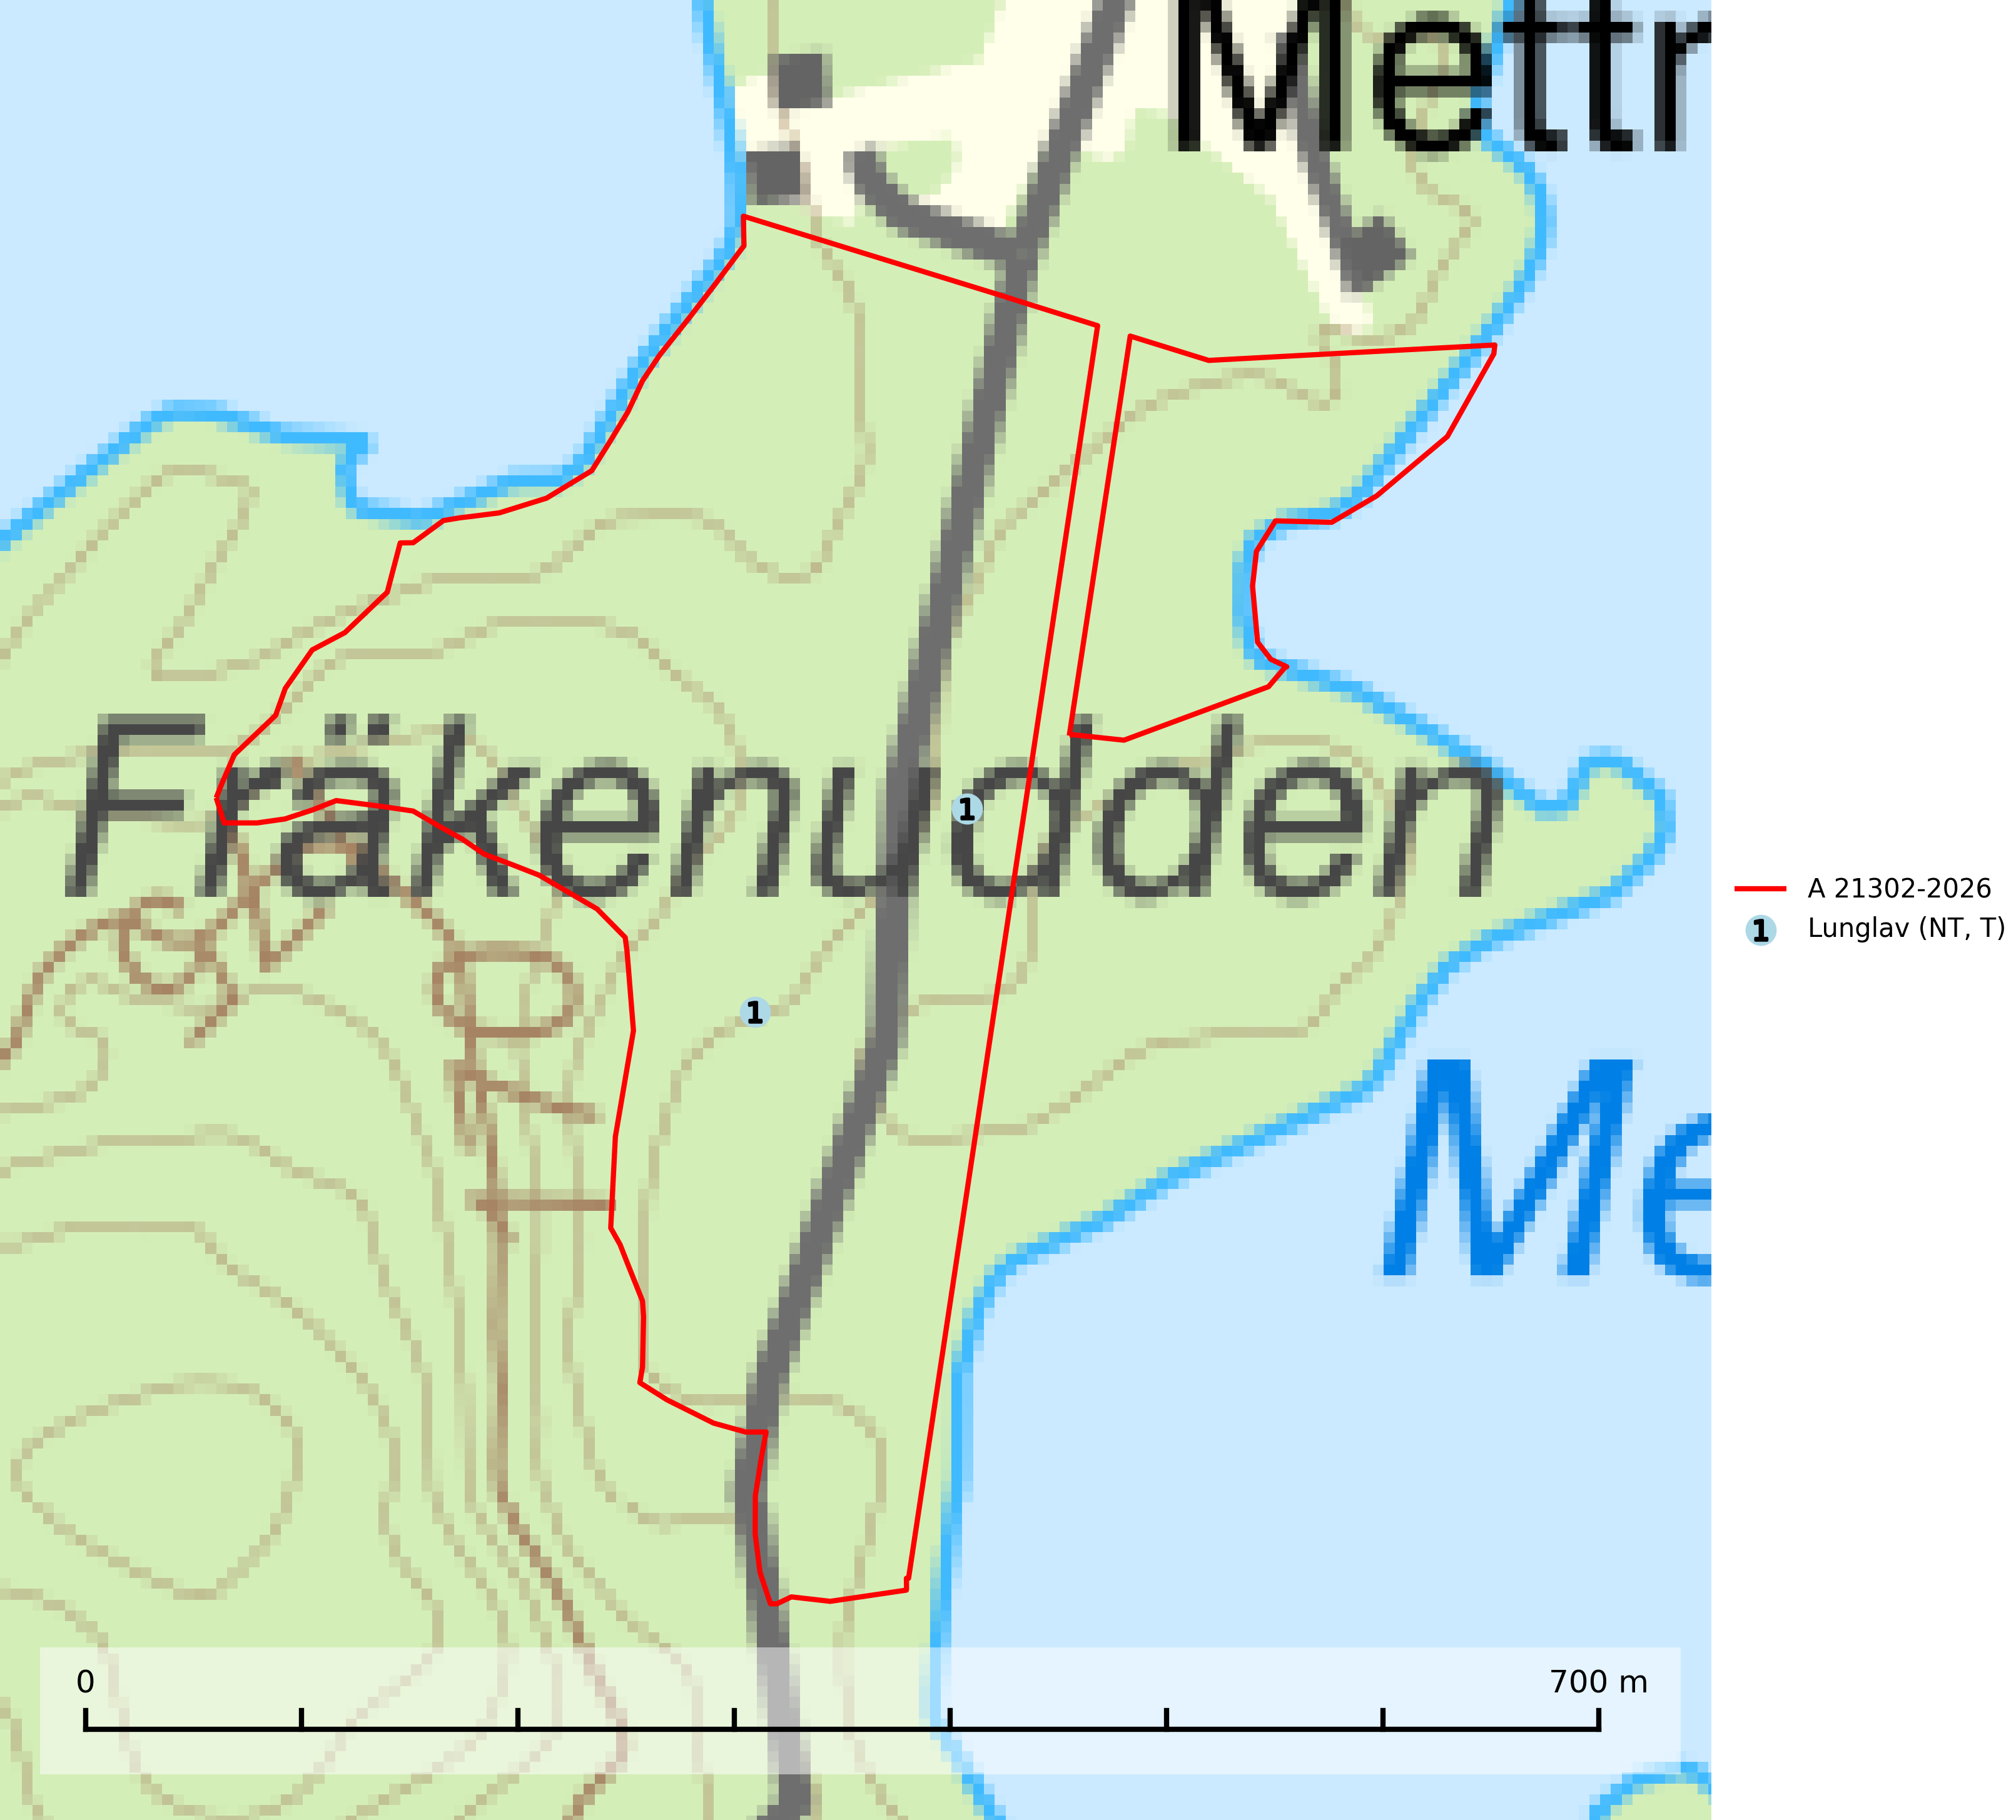 Mettr
Fräkenudden
1
1
Me
A 21302-2026
1 Lunglav (NT, T)
0 700 m